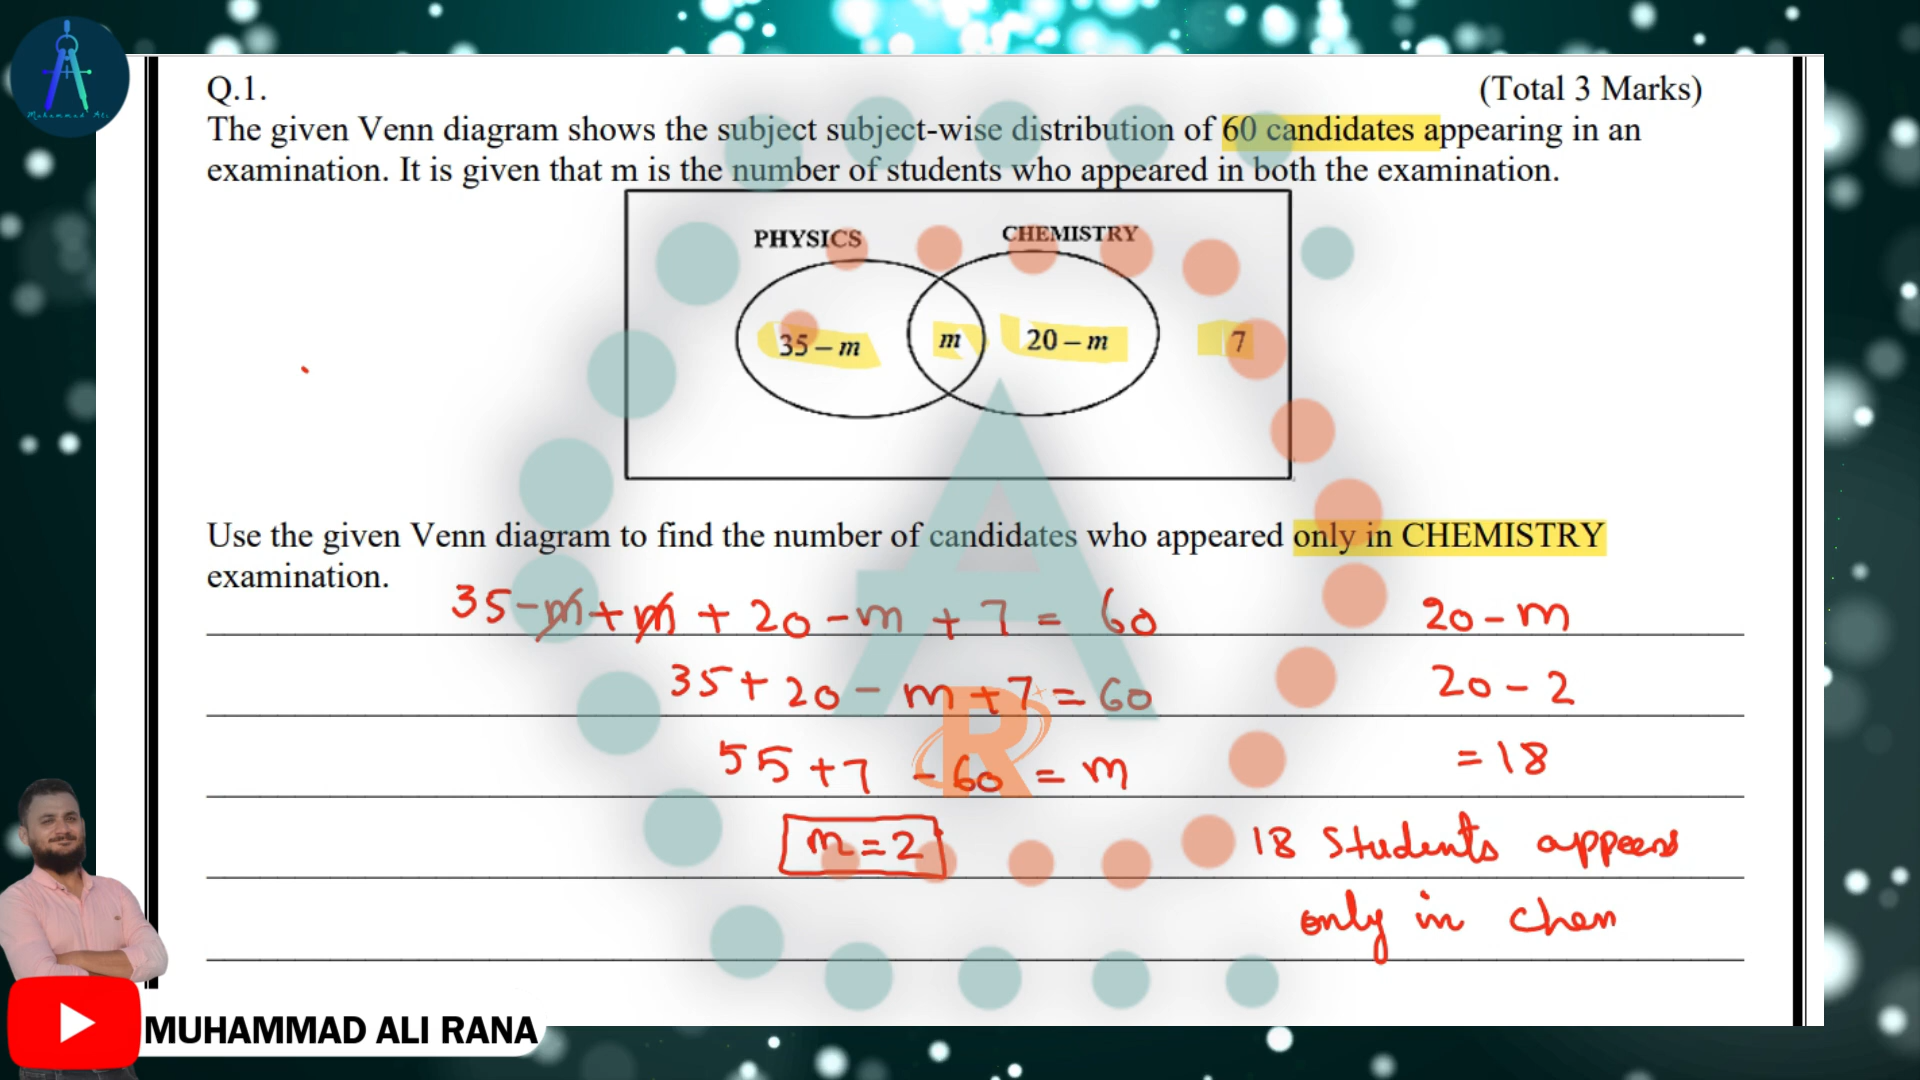 Muhammad Ali
Q.1. (Total 3 Marks)
The given Venn diagram shows the subject subject-wise distribution of 60 candidates appearing in an
examination. It is given that m is the number of students who appeared in both the examination.
PHYSICS CHEMISTRY
35 – m m 20 – m 7
Use the given Venn diagram to find the number of candidates who appeared only in CHEMISTRY
examination.
35 - m + m + 20 - m + 7 = 60 20 - m
35 + 20 - m + 7 = 60 20 - 2
55 + 7 - 60 = m = 18
m = 2 18 Students appears
only in chem
R
MUHAMMAD ALI RANA